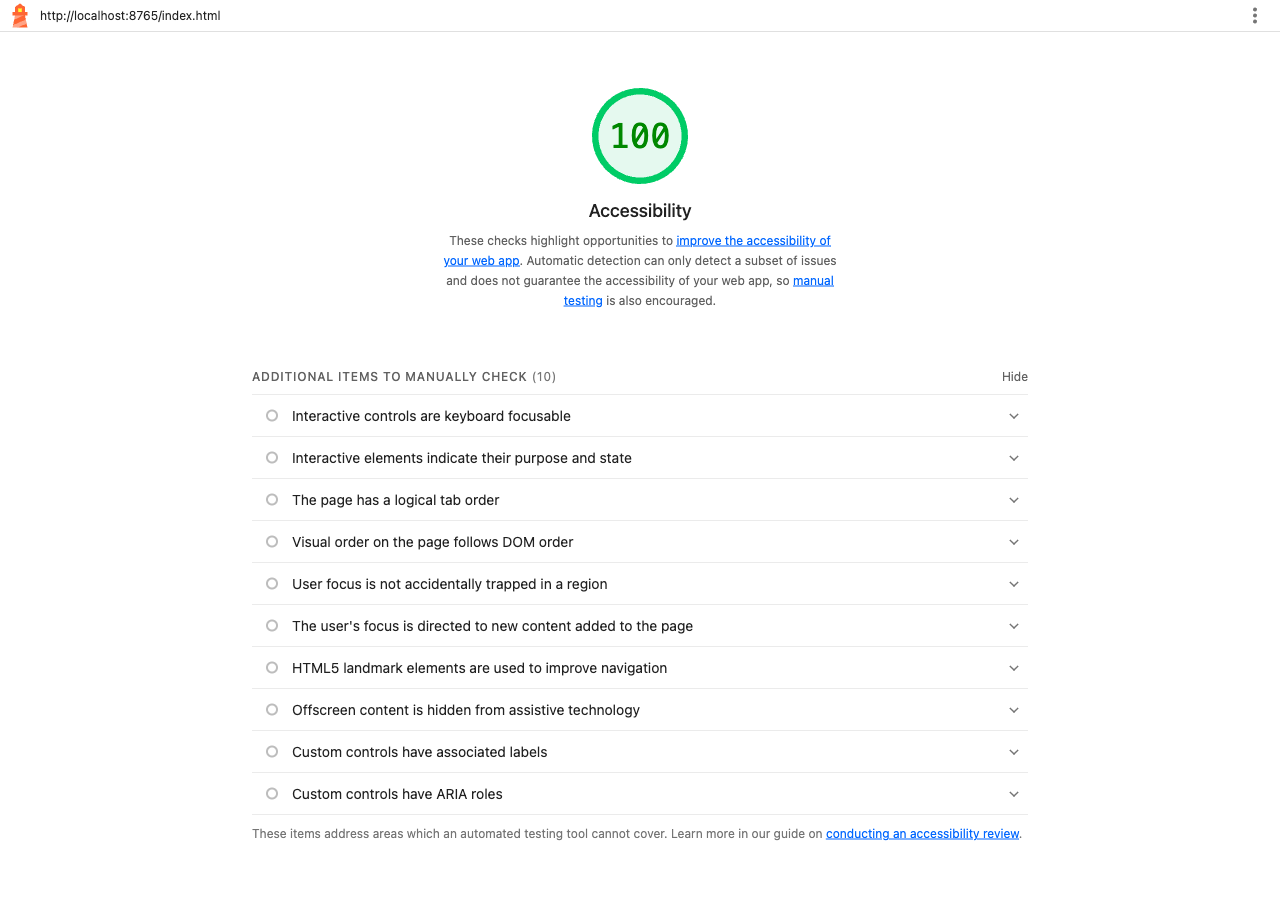 http://localhost:8765/index.html
100
Accessibility
These checks highlight opportunities to improve the accessibility of
your web app. Automatic detection can only detect a subset of issues
and does not guarantee the accessibility of your web app, so manual
testing is also encouraged.
ADDITIONAL ITEMS TO MANUALLY CHECK (10) Hide
Interactive controls are keyboard focusable
Interactive elements indicate their purpose and state
The page has a logical tab order
Visual order on the page follows DOM order
User focus is not accidentally trapped in a region
The user's focus is directed to new content added to the page
HTML5 landmark elements are used to improve navigation
Offscreen content is hidden from assistive technology
Custom controls have associated labels
Custom controls have ARIA roles
These items address areas which an automated testing tool cannot cover. Learn more in our guide on conducting an accessibility review.